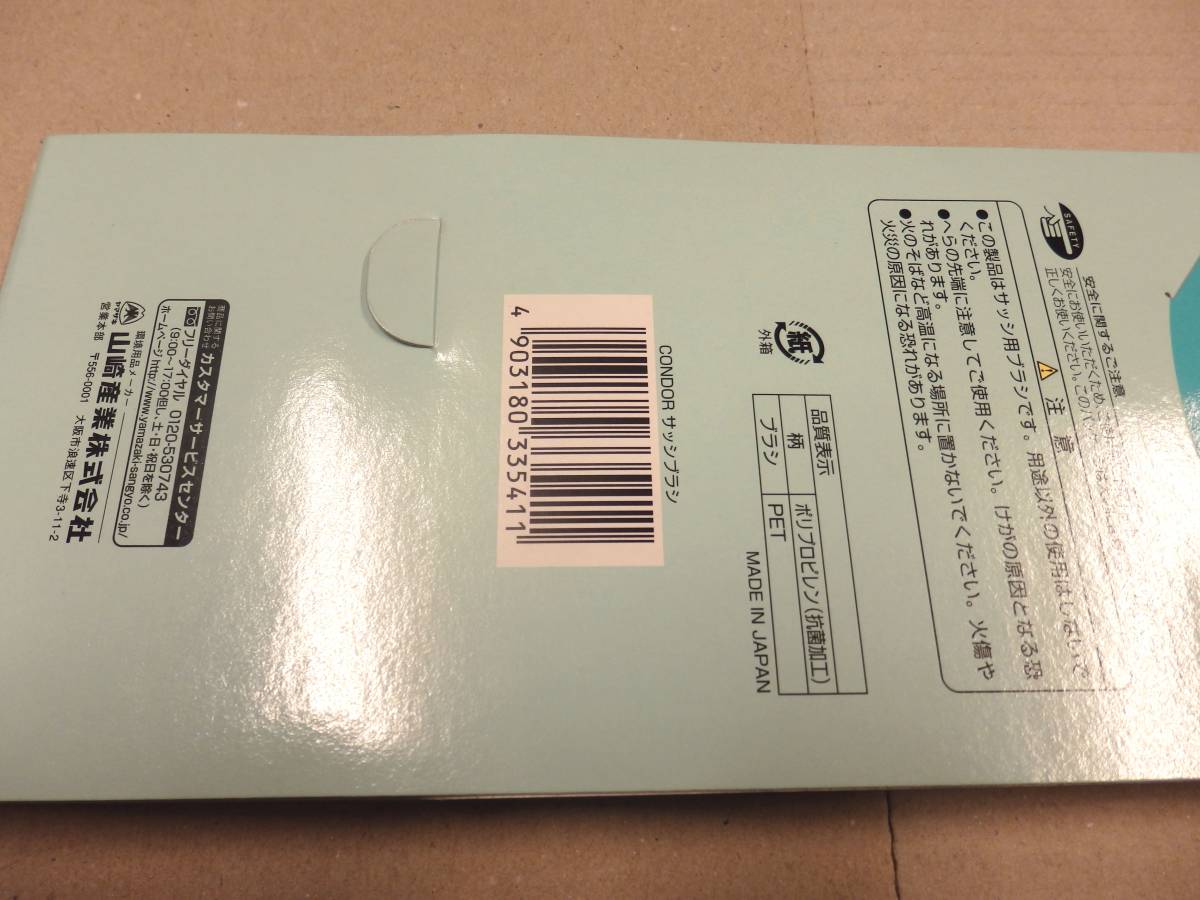 SAFETY
安全に関するご注意
安全にお使いいただくため
正しくお使いください。この
注意
●この製品はサッシ用ブラシです。用途以外の使用はしないで
ください。
●へらの先端に注意してご使用ください。けがの原因となる恐
れがあります。
●火のそばなど高温になる場所に置かないでください。火傷や
火災の原因になる恐れがあります。
紙
外箱
品質表示
柄 ポリプロピレン(抗菌加工)
ブラシ PET
MADE IN JAPAN
CONDOR サッシブラシ
4 903180 335411
商品に関する
お問い合わせ
カスタマーサービスセンター
フリーダイヤル 0120-530743
(9:00〜17:00但し、土・日・祝日を除く)
ホームページhttp://www.yamazaki-sangyo.co.jp/
ヤマザキ
環境用品メーカー
山崎産業株式会社
営業本部 〒556-0001 大阪市浪速区下寺3-11-2